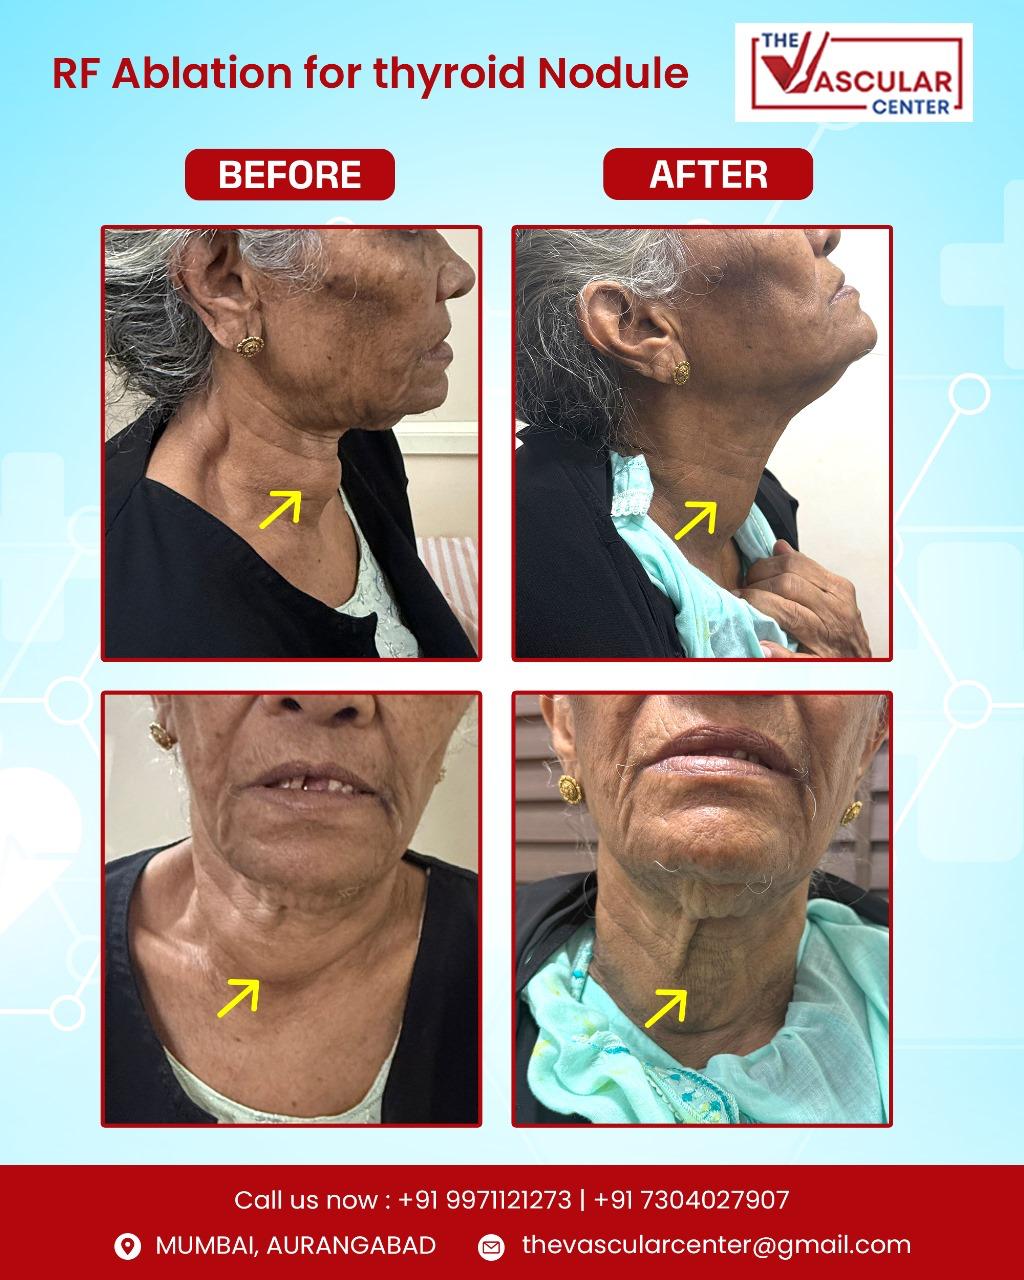 RF Ablation for thyroid Nodule
THE
VASCULAR
CENTER
BEFORE
AFTER
Call us now : +91 9971121273 | +91 7304027907
MUMBAI, AURANGABAD
thevascularcenter@gmail.com